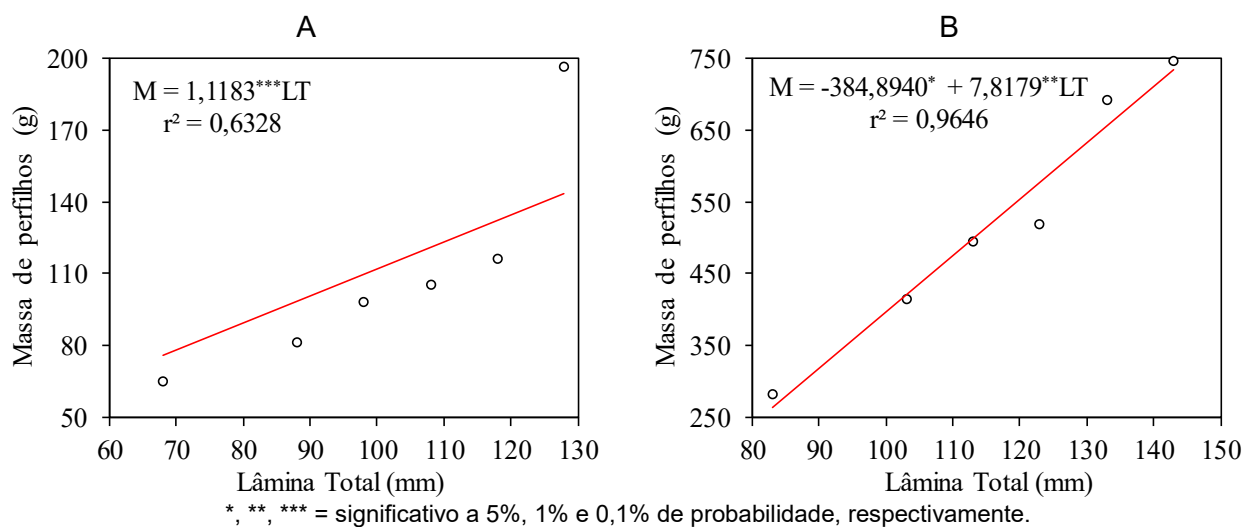 A
M = 1,1183***LT
r² = 0,6328
Massa de perfilhos (g)
200
170
140
110
80
50
60 70 80 90 100 110 120 130
Lâmina Total (mm)
B
M = -384,8940* + 7,8179**LT
r² = 0,9646
Massa de perfilhos (g)
750
650
550
450
350
250
80 90 100 110 120 130 140 150
Lâmina Total (mm)
*, **, *** = significativo a 5%, 1% e 0,1% de probabilidade, respectivamente.